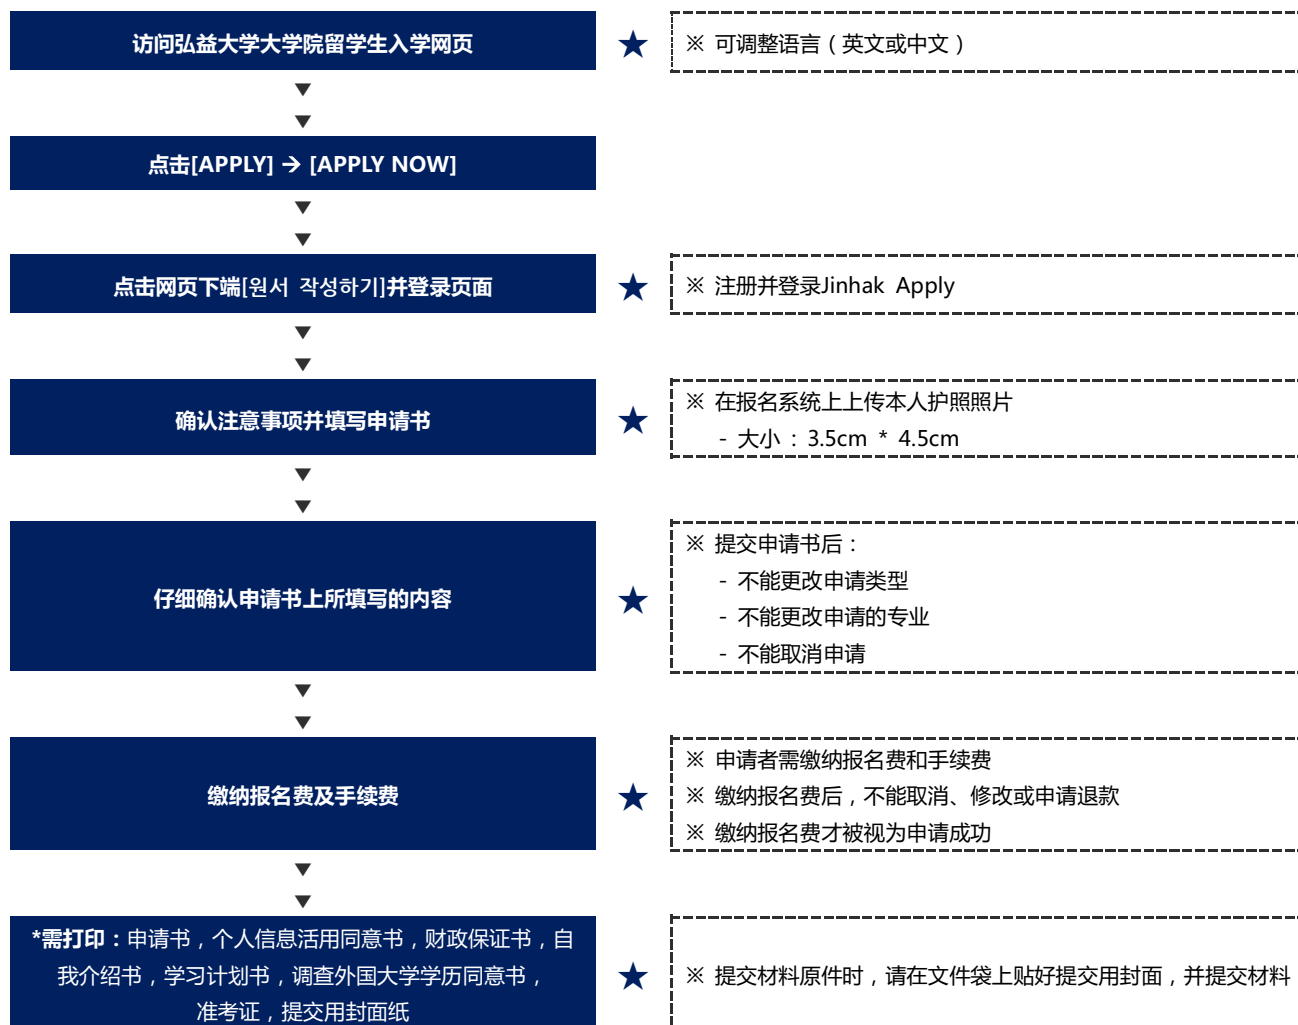 访问弘益大学大学院留学生入学网页
★ ※ 可调整语言（英文或中文）
▼
▼
点击[APPLY] → [APPLY NOW]
▼
▼
点击网页下端[원서 작성하기]并登录页面
★ ※ 注册并登录Jinhak Apply
▼
▼
确认注意事项并填写申请书
★ ※ 在报名系统上上传本人护照照片
- 大小 : 3.5cm * 4.5cm
▼
▼
仔细确认申请书上所填写的内容
★ ※ 提交申请书后：
- 不能更改申请类型
- 不能更改申请的专业
- 不能取消申请
▼
▼
缴纳报名费及手续费
★ ※ 申请者需缴纳报名费和手续费
※ 缴纳报名费后，不能取消、修改或申请退款
※ 缴纳报名费才被视为申请成功
▼
▼
*需打印：申请书，个人信息活用同意书，财政保证书，自
我介绍书，学习计划书，调查外国大学学历同意书，
准考证，提交用封面纸
★ ※ 提交材料原件时，请在文件袋上贴好提交用封面，并提交材料